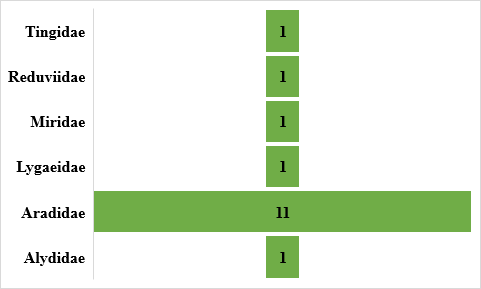 Tingidae 1
Reduviidae 1
Miridae 1
Lygaeidae 1
Aradidae 11
Alydidae 1